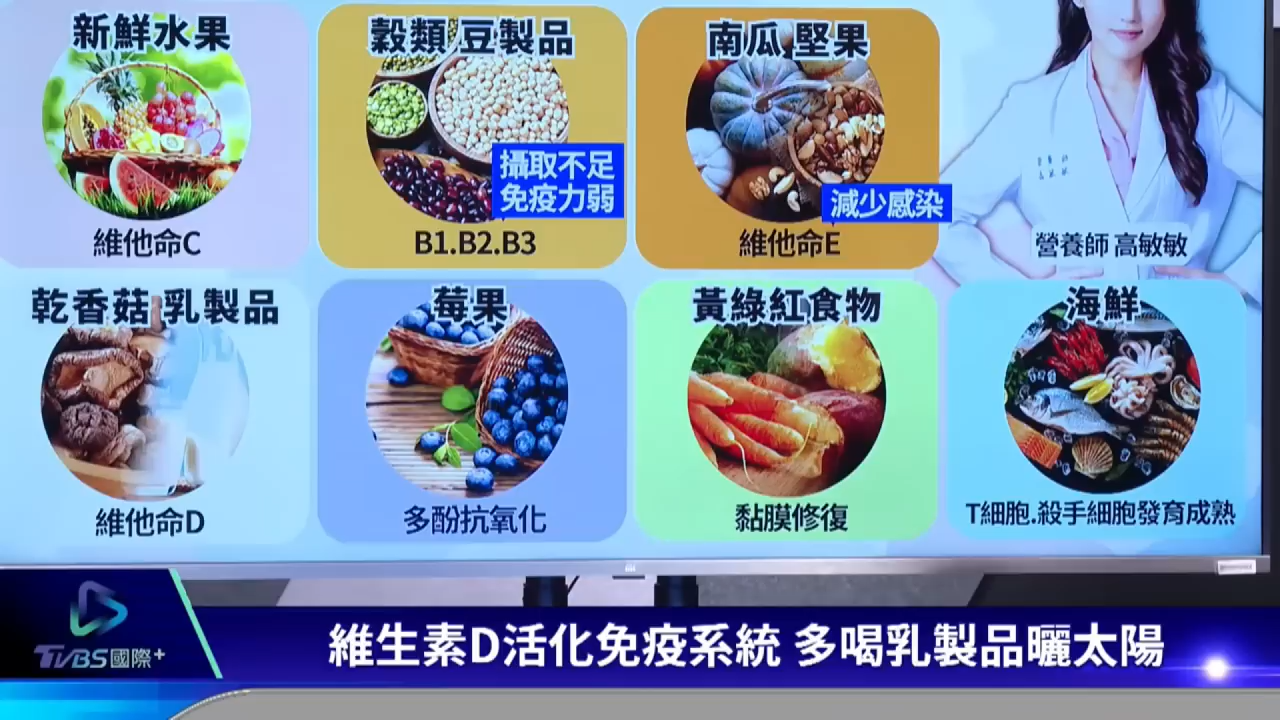 新鮮水果
穀類 豆製品
南瓜 堅果
攝取不足
免疫力弱
減少感染
維他命C
B1.B2.B3
維他命E
營養師 高敏敏
乾香菇 乳製品
莓果
黃綠紅食物
海鮮
維他命D
多酚抗氧化
黏膜修復
T細胞.殺手細胞發育成熟
TVBS國際+
維生素D活化免疫系統 多喝乳製品曬太陽